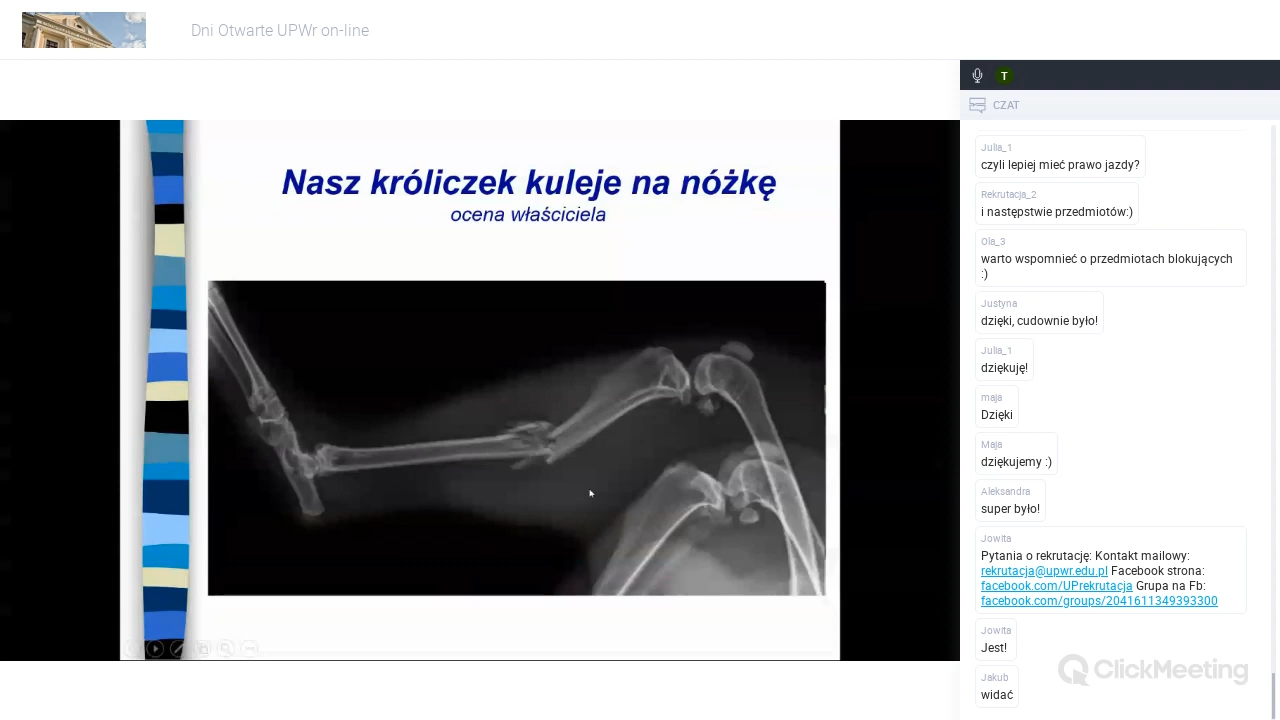 Dni Otwarte UPWr on-line
T
CZAT
Nasz króliczek kuleje na nóżkę
ocena właściciela
Julia_1
czyli lepiej mieć prawo jazdy?
Rekrutacja_2
i następstwie przedmiotów:)
Ola_3
warto wspomnieć o przedmiotach blokujących
:)
Justyna
dzięki, cudownie było!
Julia_1
dziękuję!
maja
Dzięki
Maja
dziękujemy :)
Aleksandra
super było!
Jowita
Pytania o rekrutację: Kontakt mailowy:
rekrutacja@upwr.edu.pl Facebook strona:
facebook.com/UPrekrutacja Grupa na Fb:
facebook.com/groups/2041611349393300
Jowita
Jest!
Jakub
widać
ClickMeeting